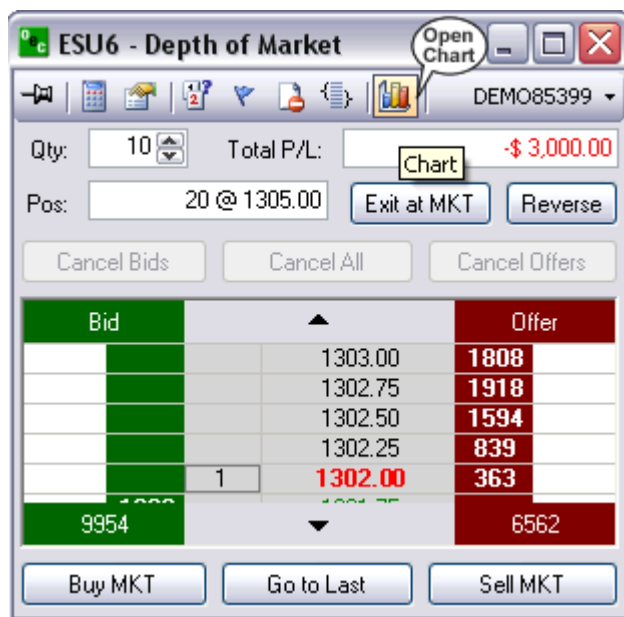 OeC ESU6 - Depth of Market
Open Chart
DEMO85399
Qty: 10 Total P/L: -$ 3,000.00
Chart
Pos: 20 @ 1305.00 Exit at MKT Reverse
Cancel Bids Cancel All Cancel Offers
Bid Offer
1303.00 1808
1302.75 1918
1302.50 1594
1302.25 839
1 1302.00 363
9954 6562
Buy MKT Go to Last Sell MKT